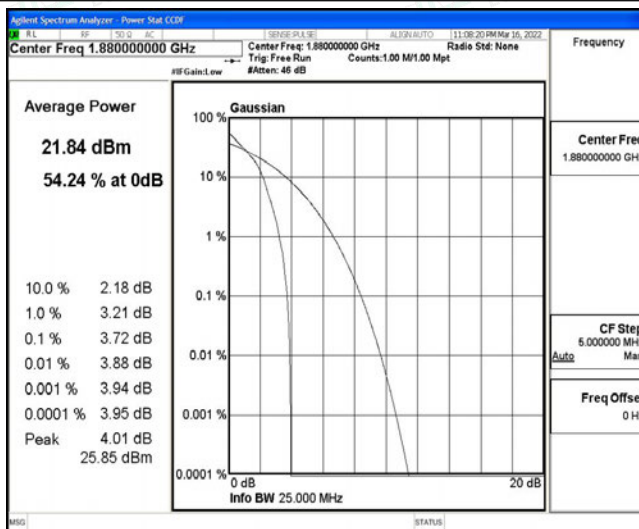 Agilent Spectrum Analyzer - Power Stat CCDF
RL RF 50 Ω AC SENSE:PULSE ALIGN AUTO 11:08:20 PM Mar 16, 2022
Center Freq 1.880000000 GHz
Center Freq: 1.880000000 GHz Radio Std: None
Trig: Free Run Counts:1.00 M/1.00 Mpt
#IFGain:Low #Atten: 46 dB
Frequency
Average Power
21.84 dBm
54.24 % at 0dB
10.0 % 2.18 dB
1.0 % 3.21 dB
0.1 % 3.72 dB
0.01 % 3.88 dB
0.001 % 3.94 dB
0.0001 % 3.95 dB
Peak 4.01 dB
25.85 dBm
Gaussian
100 %
10 %
1 %
0.1 %
0.01 %
0.001 %
0.0001 %
0 dB 20 dB
Info BW 25.000 MHz
Center Freq
1.880000000 GH
CF Step
5.000000 MH
Auto Ma
Freq Offse
0 H
MSG STATUS